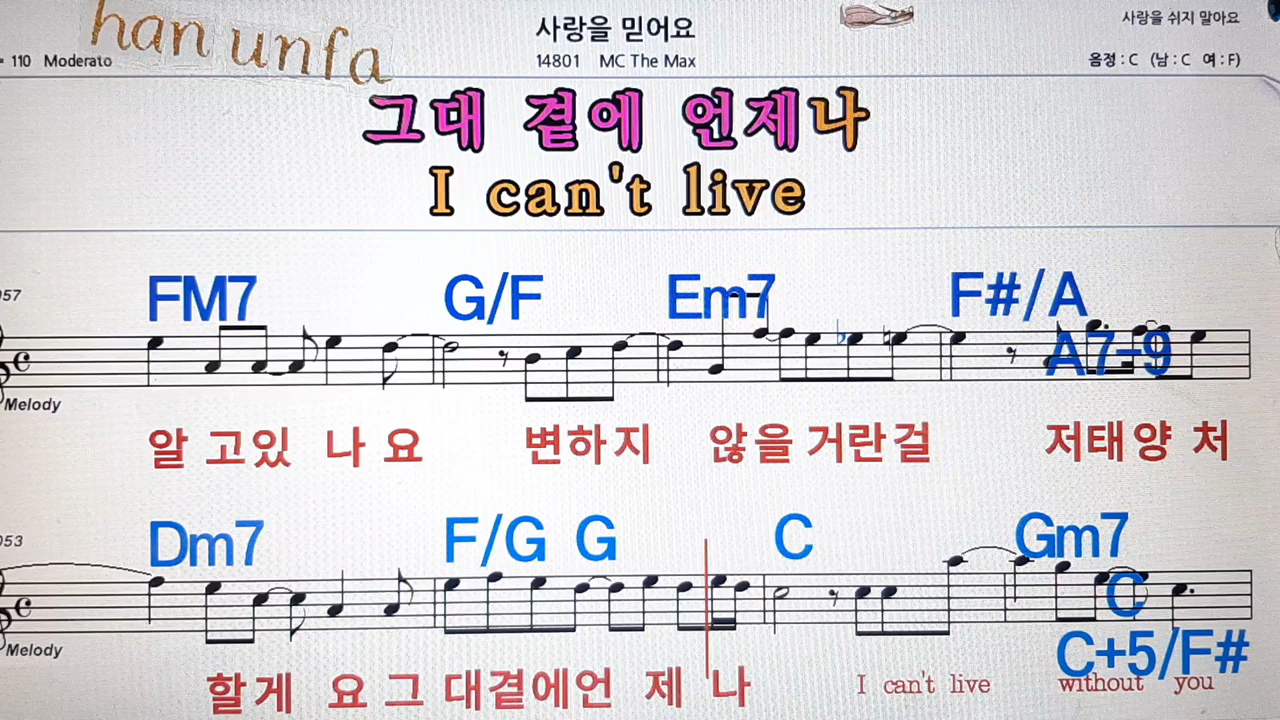 han unfa
사랑을 믿어요
사랑을 쉬지 말아요
= 110 Moderato
14801 MC The Max
음정 : C (남 : C 여 : F)
그대 곁에 언제나
I can't live
057
FM7 G/F Em7 F#/A
A7-9
Melody
알 고있 나 요 변하지 않을 거란걸 저태양 처
053
Dm7 F/G G C Gm7
C
C+5/F#
Melody
할게 요 그 대곁에언 제 나 I can't live without you